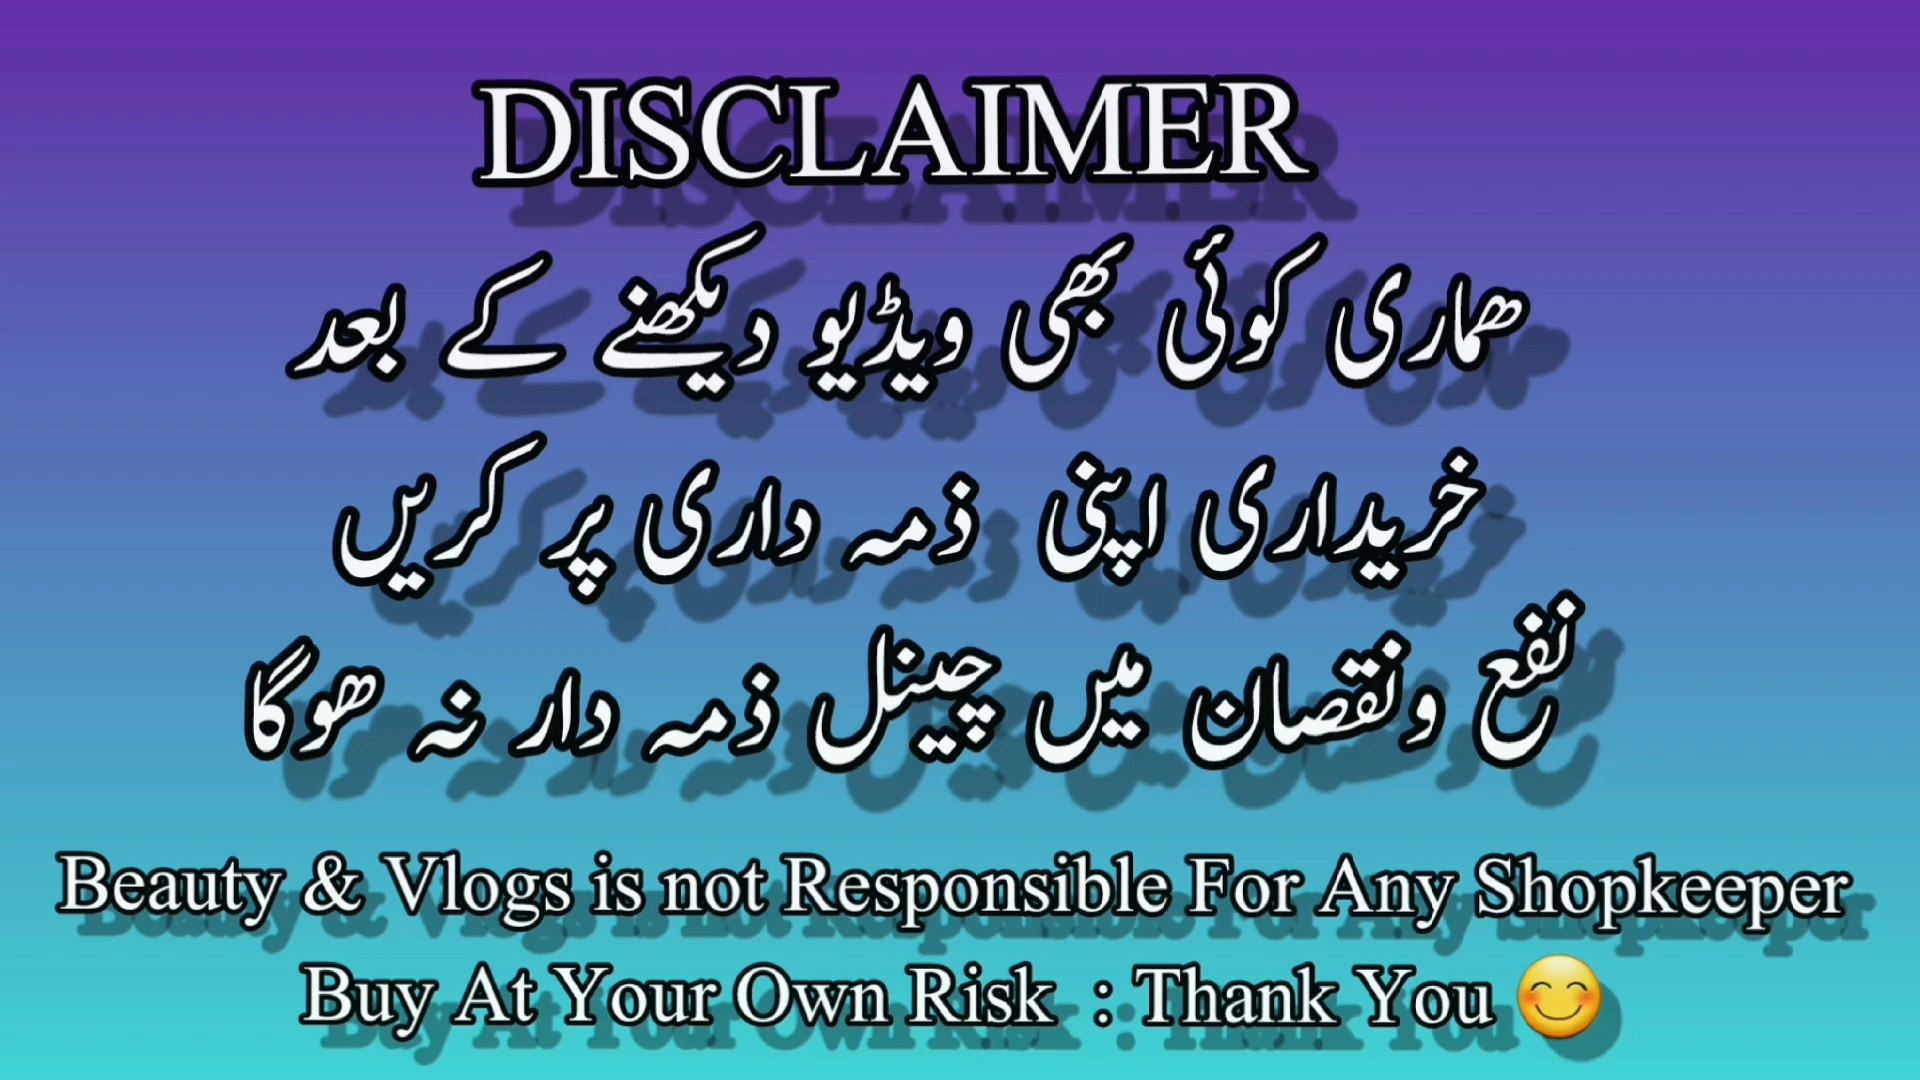 DISCLAIMER
ھماری کوئی بھی ویڈیو دیکھنے کے بعد
خریداری اپنی ذمہ داری پر کریں
نفع ونقصان میں چینل ذمہ دار نہ ھوگا
Beauty & Vlogs is not Responsible For Any Shopkeeper
Buy At Your Own Risk : Thank You 😊